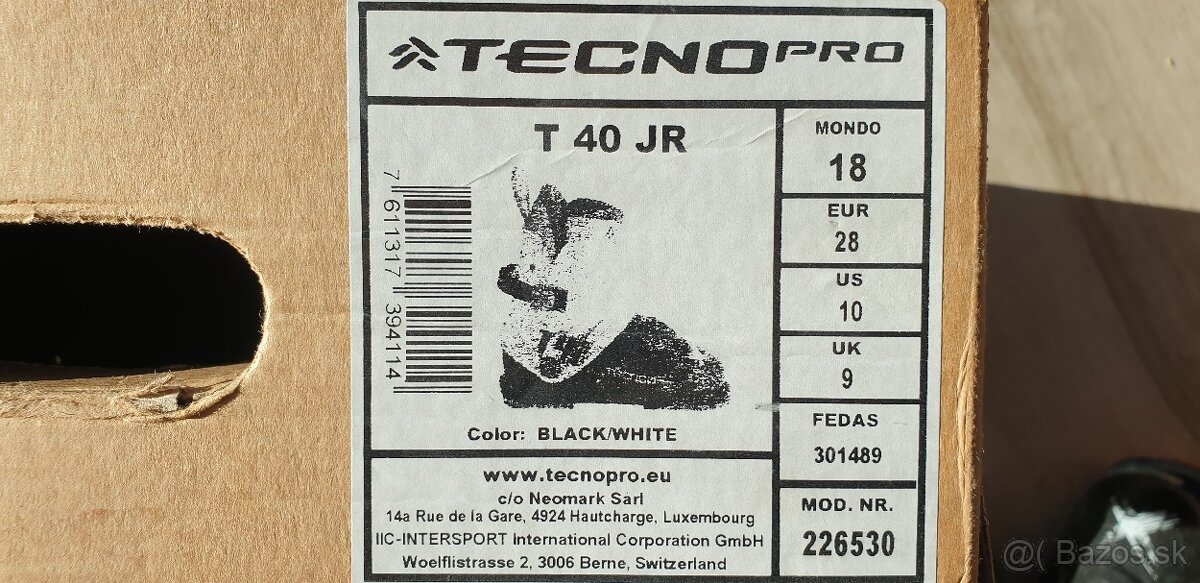 TECNOPRO
T 40 JR
7 611317 394114
Color: BLACK/WHITE
MONDO
18
EUR
28
US
10
UK
9
FEDAS
301489
MOD. NR.
226530
www.tecnopro.eu
c/o Neomark Sarl
14a Rue de la Gare, 4924 Hautcharge, Luxembourg
IIC-INTERSPORT International Corporation GmbH
Woelflistrasse 2, 3006 Berne, Switzerland
@( Bazos.sk